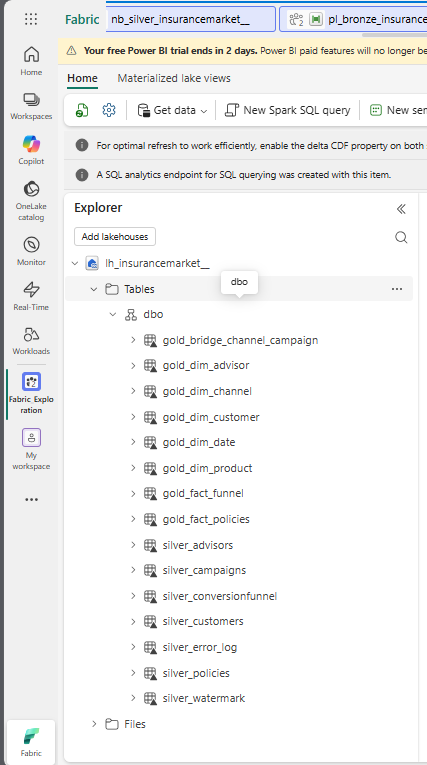 Fabric
nb_silver_insurancemarket__
pl_bronze_insurance
Your free Power BI trial ends in 2 days. Power BI paid features will no longer be
Home
Materialized lake views
Get data
New Spark SQL query
New ser
For optimal refresh to work efficiently, enable the delta CDF property on both
A SQL analytics endpoint for SQL querying was created with this item.
Home
Workspaces
Copilot
OneLake
catalog
Monitor
Real-Time
Workloads
Fabric_Explo
ration
My
workspace
Fabric
Explorer
Add lakehouses
lh_insurancemarket__
Tables
dbo
dbo
gold_bridge_channel_campaign
gold_dim_advisor
gold_dim_channel
gold_dim_customer
gold_dim_date
gold_dim_product
gold_fact_funnel
gold_fact_policies
silver_advisors
silver_campaigns
silver_conversionfunnel
silver_customers
silver_error_log
silver_policies
silver_watermark
Files